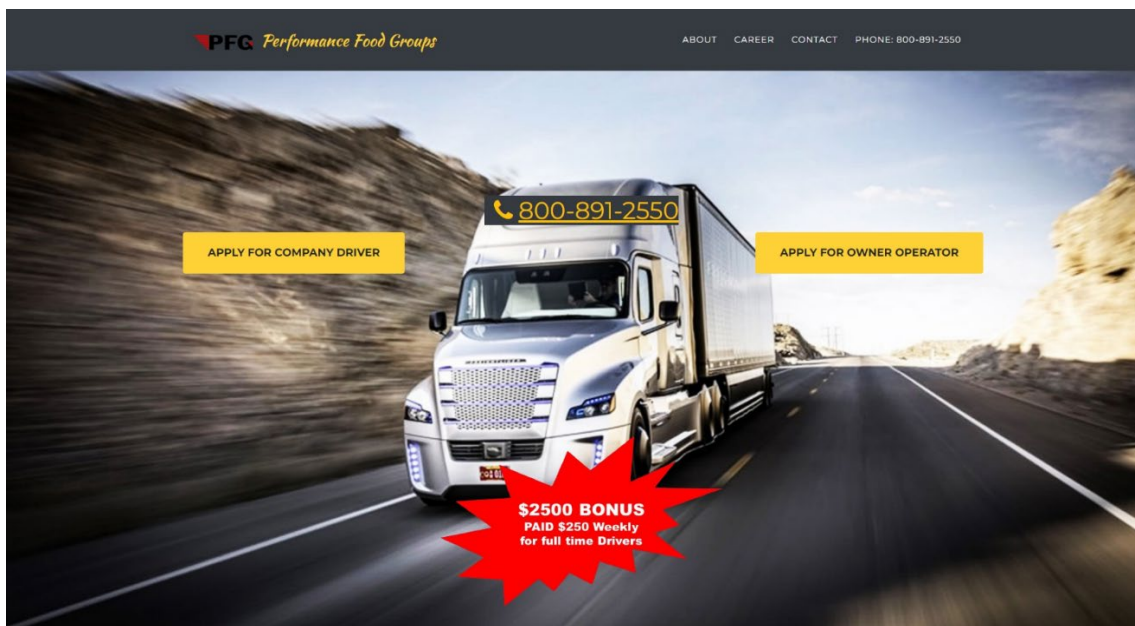 PFG Performance Food Groups
ABOUT CAREER CONTACT PHONE: 800-891-2550
800-891-2550
APPLY FOR COMPANY DRIVER
APPLY FOR OWNER OPERATOR
FREIGHTLINER
$2500 BONUS
PAID $250 Weekly
for full time Drivers